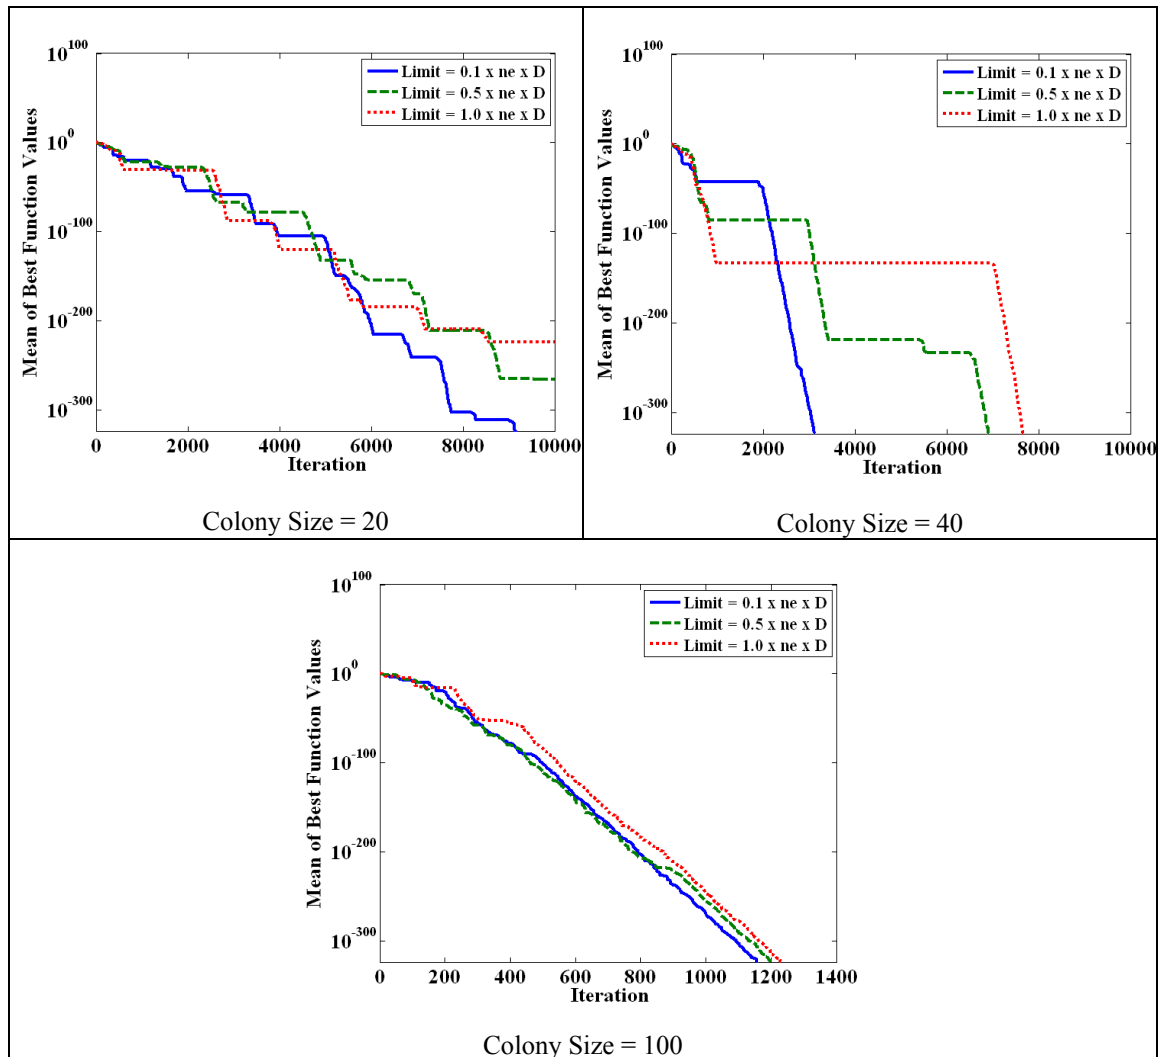 10^100
10^0
10^-100
10^-200
10^-300
Mean of Best Function Values
Limit = 0.1 x ne x D
Limit = 0.5 x ne x D
Limit = 1.0 x ne x D
0 2000 4000 6000 8000 10000
Iteration
Colony Size = 20
10^100
10^0
10^-100
10^-200
10^-300
Mean of Best Function Values
Limit = 0.1 x ne x D
Limit = 0.5 x ne x D
Limit = 1.0 x ne x D
0 2000 4000 6000 8000 10000
Iteration
Colony Size = 40
10^100
10^0
10^-100
10^-200
10^-300
Mean of Best Function Values
Limit = 0.1 x ne x D
Limit = 0.5 x ne x D
Limit = 1.0 x ne x D
0 200 400 600 800 1000 1200 1400
Iteration
Colony Size = 100